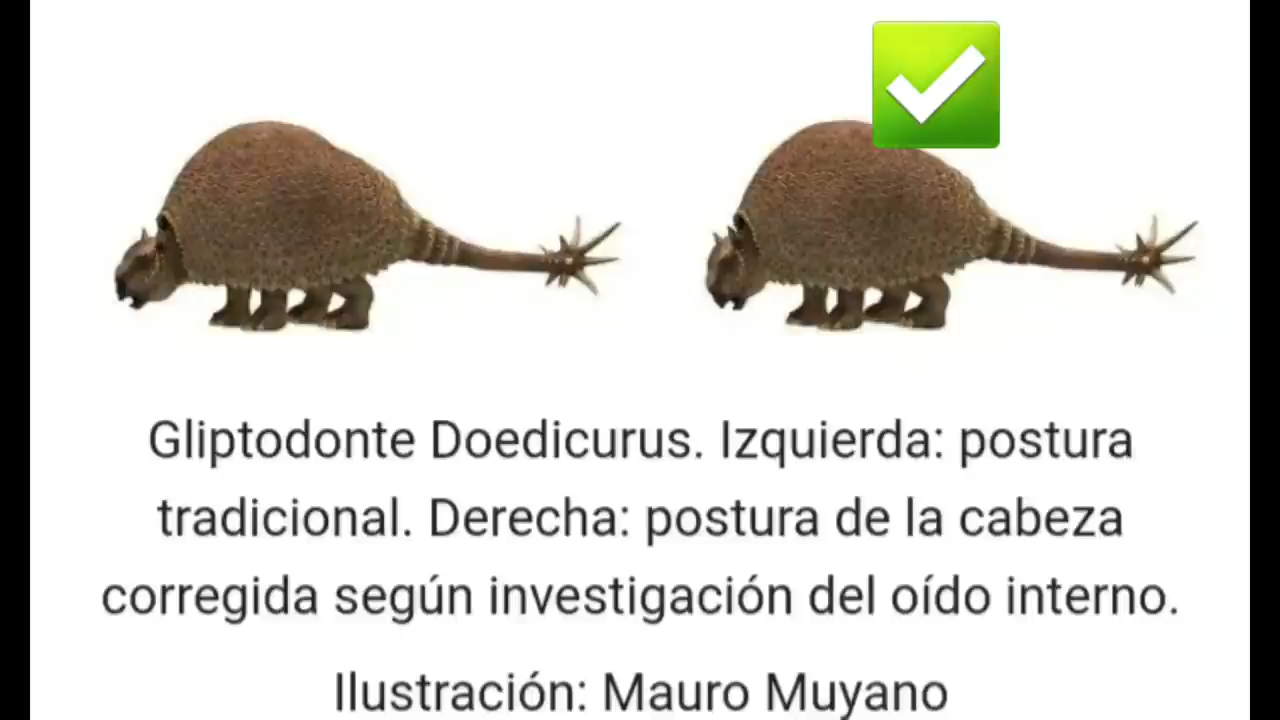 Gliptodonte Doedicurus. Izquierda: postura
tradicional. Derecha: postura de la cabeza
corregida según investigación del oído interno.
Ilustración: Mauro Muyano